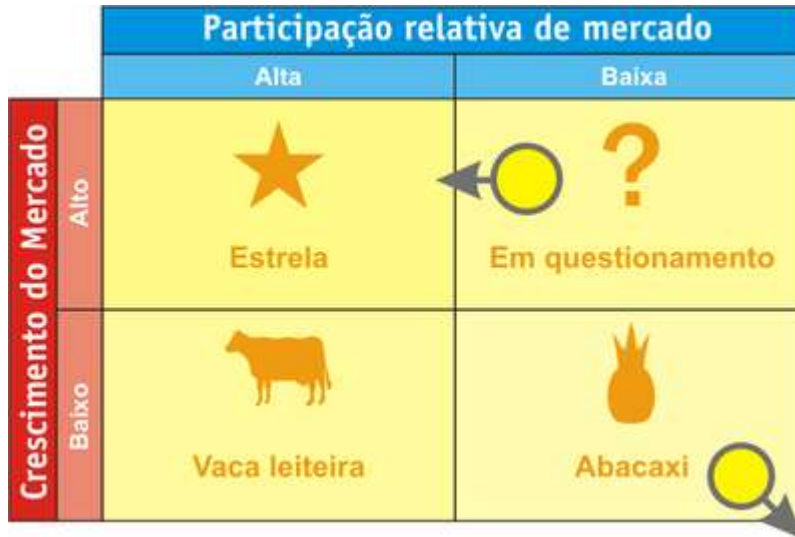 Participação relativa de mercado
Alta
Baixa
Crescimento do Mercado
Alto
Estrela
?
Em questionamento
Baixo
Vaca leiteira
Abacaxi